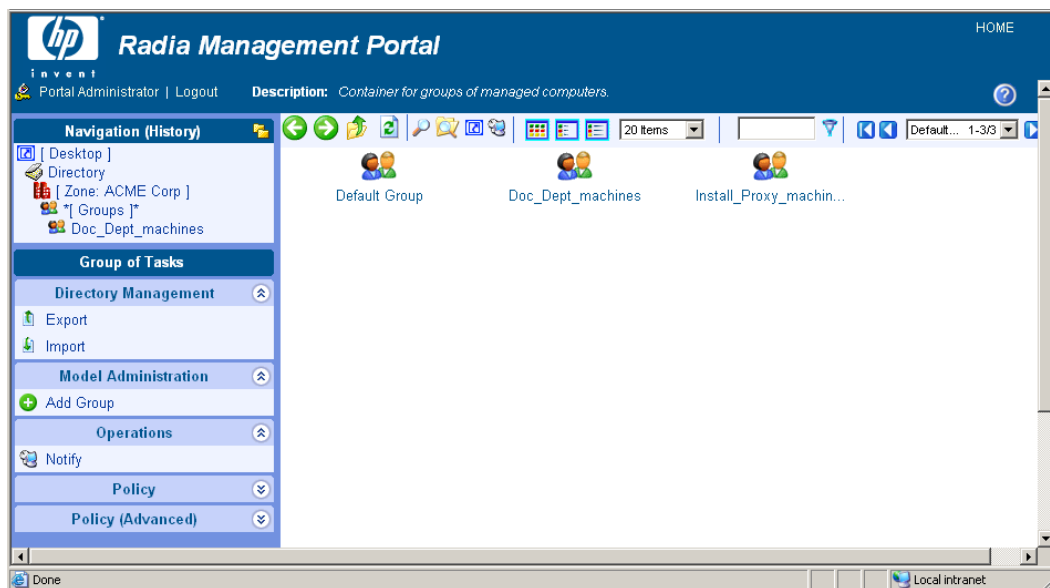 HOME
hp
invent
Radia Management Portal
Portal Administrator | Logout
Description: Container for groups of managed computers.
Navigation (History)
20 Items
Default... 1-3/3
[ Desktop ]
Directory
[ Zone: ACME Corp ]
*[ Groups ]*
Doc_Dept_machines
Default Group
Doc_Dept_machines
Install_Proxy_machin...
Group of Tasks
Directory Management
Export
Import
Model Administration
Add Group
Operations
Notify
Policy
Policy (Advanced)
Done
Local intranet